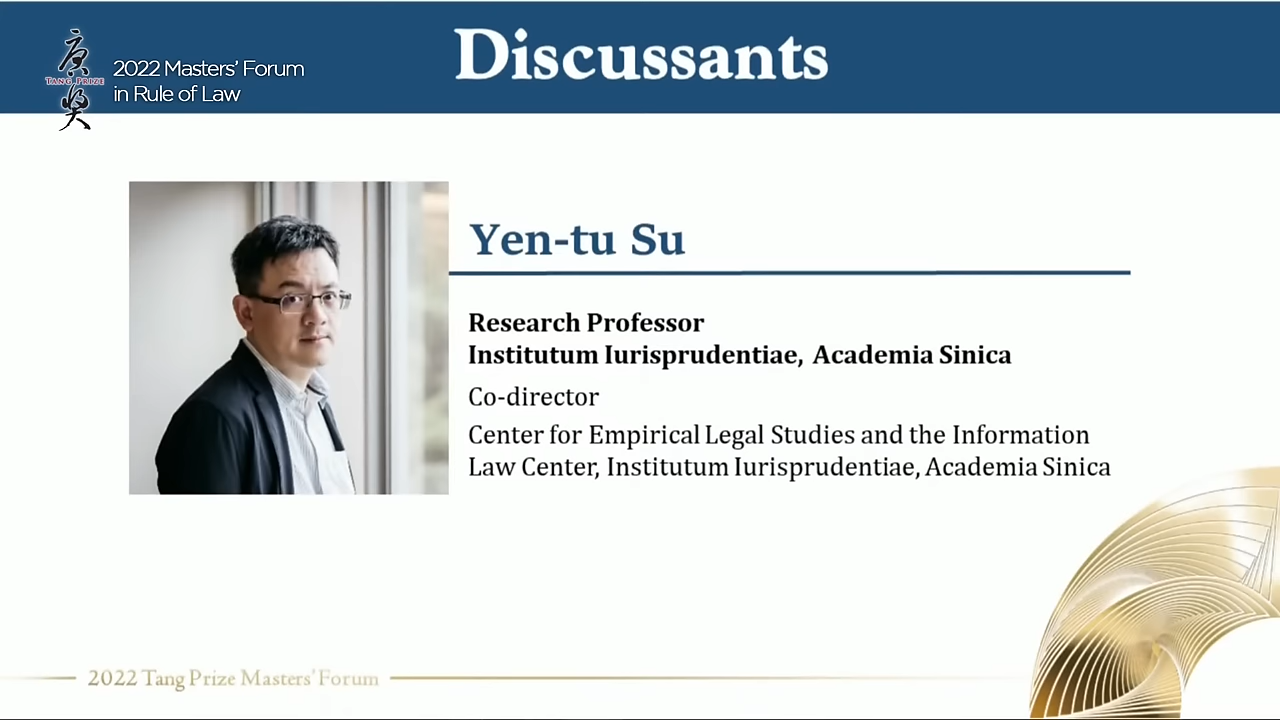 Discussants
唐
TANG PRIZE
獎
2022 Masters' Forum
in Rule of Law
Yen-tu Su
Research Professor
Institutum Iurisprudentiae, Academia Sinica
Co-director
Center for Empirical Legal Studies and the Information
Law Center, Institutum Iurisprudentiae, Academia Sinica
2022 Tang Prize Masters' Forum